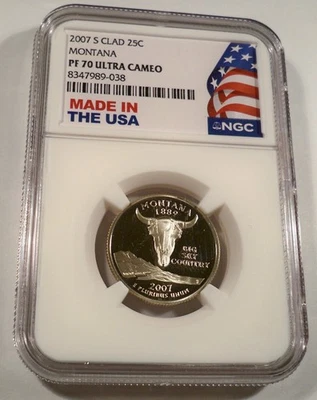 2007 S CLAD 25C
MONTANA
PF 70 ULTRA CAMEO
8347989-038
MADE IN
THE USA
NGC
MONTANA
1889
BIG
SKY
COUNTRY
2007
E PLURIBUS UNUM